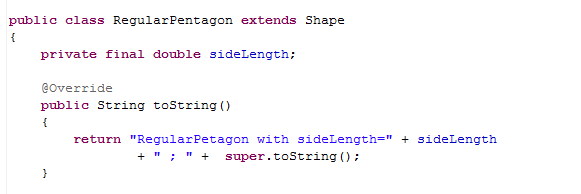 public class RegularPentagon extends Shape
{
private final double sideLength;
@Override
public String toString()
{
return "RegularPetagon with sideLength=" + sideLength
+ " ; " + super.toString();
}